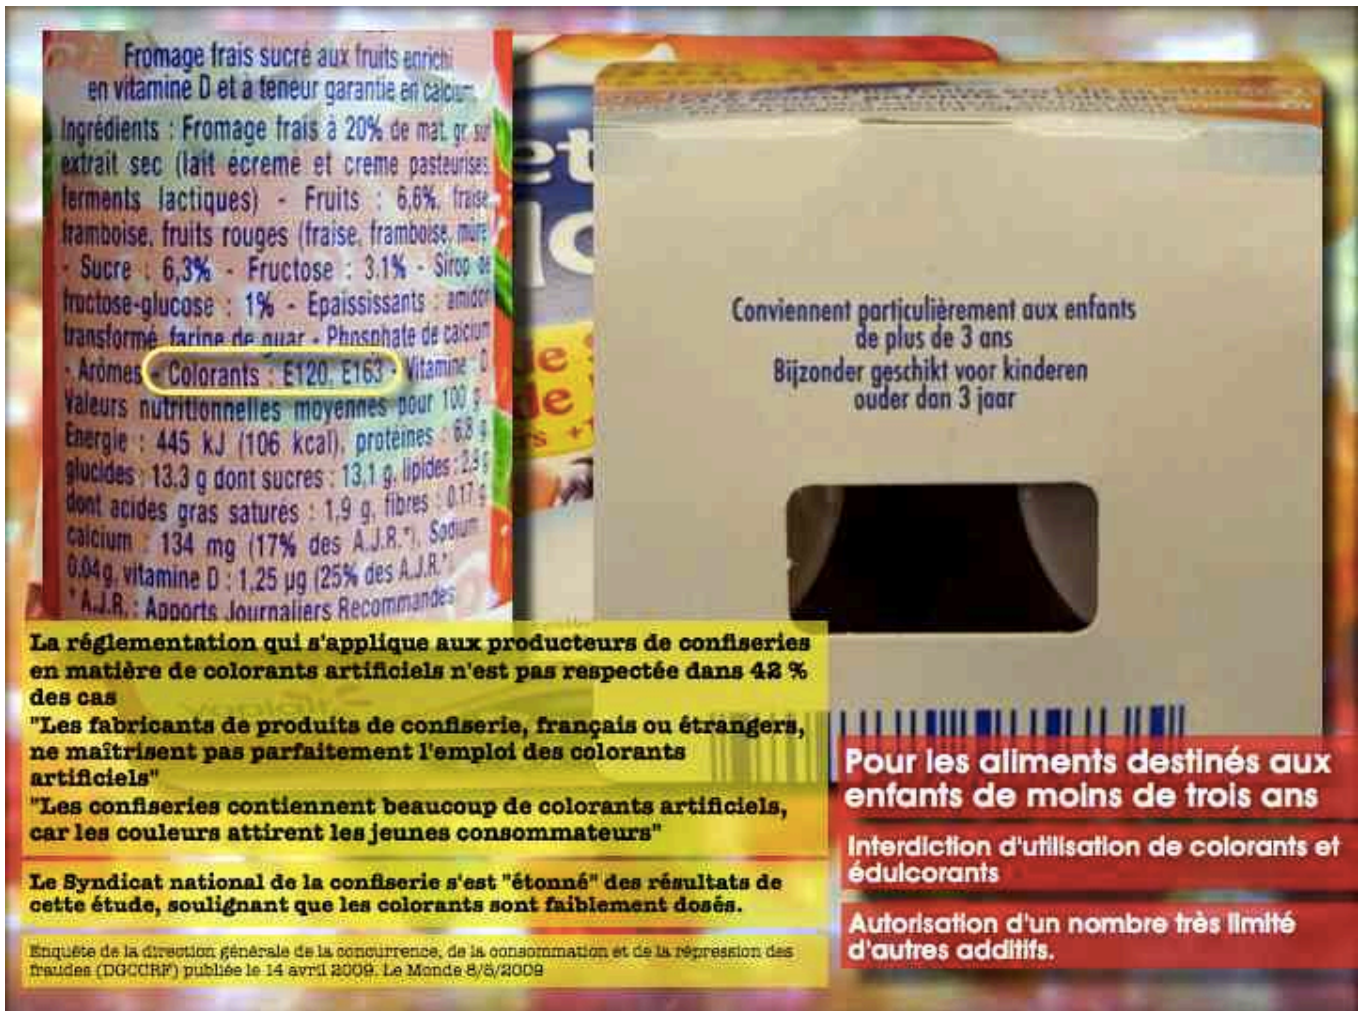 Fromage frais sucré aux fruits enrichi
en vitamine D et à teneur garantie en calcium
Ingrédients : Fromage frais à 20% de mat. gr. sur
extrait sec (lait écrémé et crème pasteurisés,
ferments lactiques) - Fruits : 6,6%, fraise,
framboise, fruits rouges (fraise, framboise, mûre
- Sucre : 6,3% - Fructose : 3,1% - Sirop de
fructose-glucose : 1% - Epaississants : amidon
transformé, farine de guar - Phosphate de calcium
- Arômes - Colorants : E120, E163 - Vitamine D
Valeurs nutritionnelles moyennes pour 100 g
Energie : 445 kJ (106 kcal), protéines : 6,8 g
glucides : 13,3 g dont sucres : 13,1 g, lipides : 2,9 g
dont acides gras saturés : 1,9 g, fibres : 0,17 g
calcium : 134 mg (17% des A.J.R.*), Sodium
0,04g, vitamine D : 1,25 µg (25% des A.J.R.*
* A.J.R. : Apports Journaliers Recommandés
et
de
de
Conviennent particulièrement aux enfants
de plus de 3 ans
Bijzonder geschikt voor kinderen
ouder dan 3 jaar
La réglementation qui s'applique aux producteurs de confiseries
en matière de colorants artificiels n'est pas respectée dans 42 %
des cas
"Les fabricants de produits de confiserie, français ou étrangers,
ne maîtrisent pas parfaitement l'emploi des colorants
artificiels"
"Les confiseries contiennent beaucoup de colorants artificiels,
car les couleurs attirent les jeunes consommateurs"
Le Syndicat national de la confiserie s'est "étonné" des résultats de
cette étude, soulignant que les colorants sont faiblement dosés.
Enquête de la direction générale de la concurrence, de la consommation et de la répression des
fraudes (DGCCRF) publiée le 14 avril 2009. Le Monde 8/5/2009
Pour les aliments destinés aux
enfants de moins de trois ans
Interdiction d'utilisation de colorants et
édulcorants
Autorisation d'un nombre très limité
d'autres additifs.